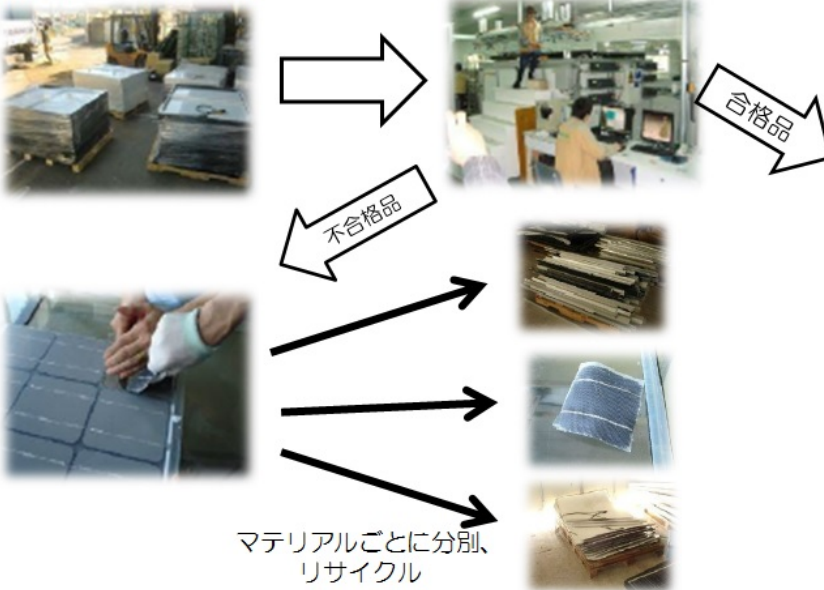 合格品
不合格品
マテリアルごとに分別、
リサイクル